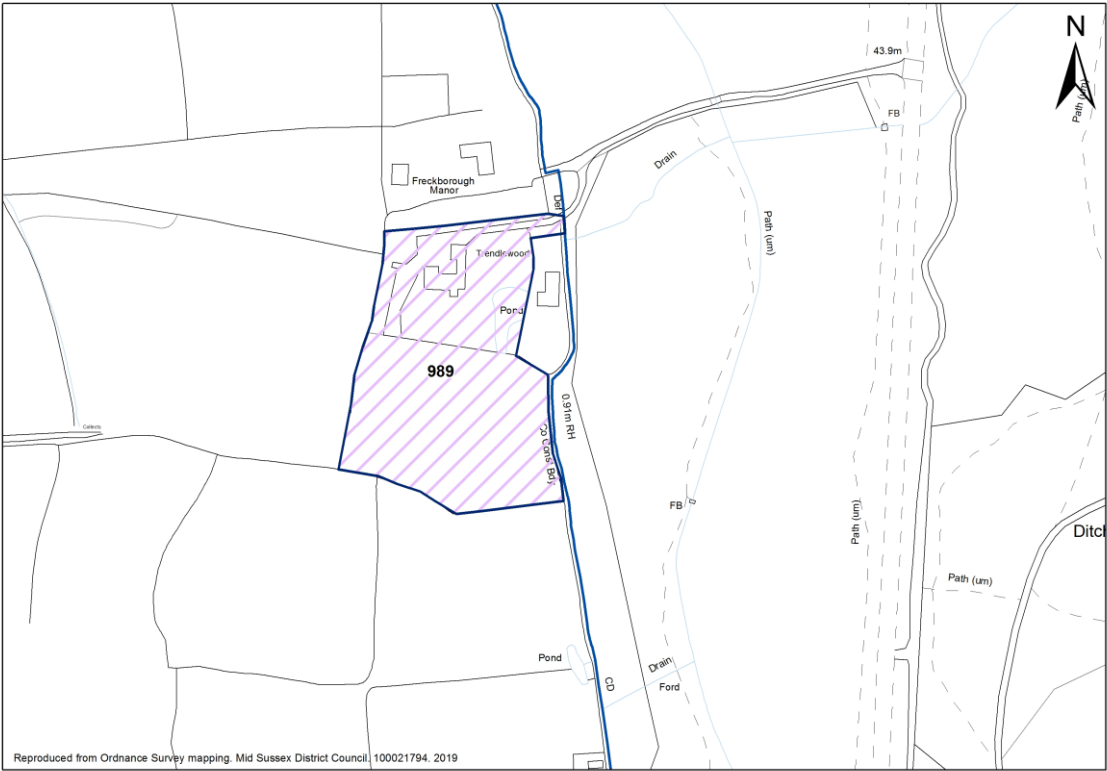 N
43.9m
Path (um)
FB
Drain
Freckborough
Manor
Def
Path (um)
Trendlewood
Pond
989
0.91m RH
Co Const Bdy
Collects
FB
Path (um)
Ditch
Path (um)
Pond
Drain
CD
Ford
Reproduced from Ordnance Survey mapping. Mid Sussex District Council. 100021794. 2019